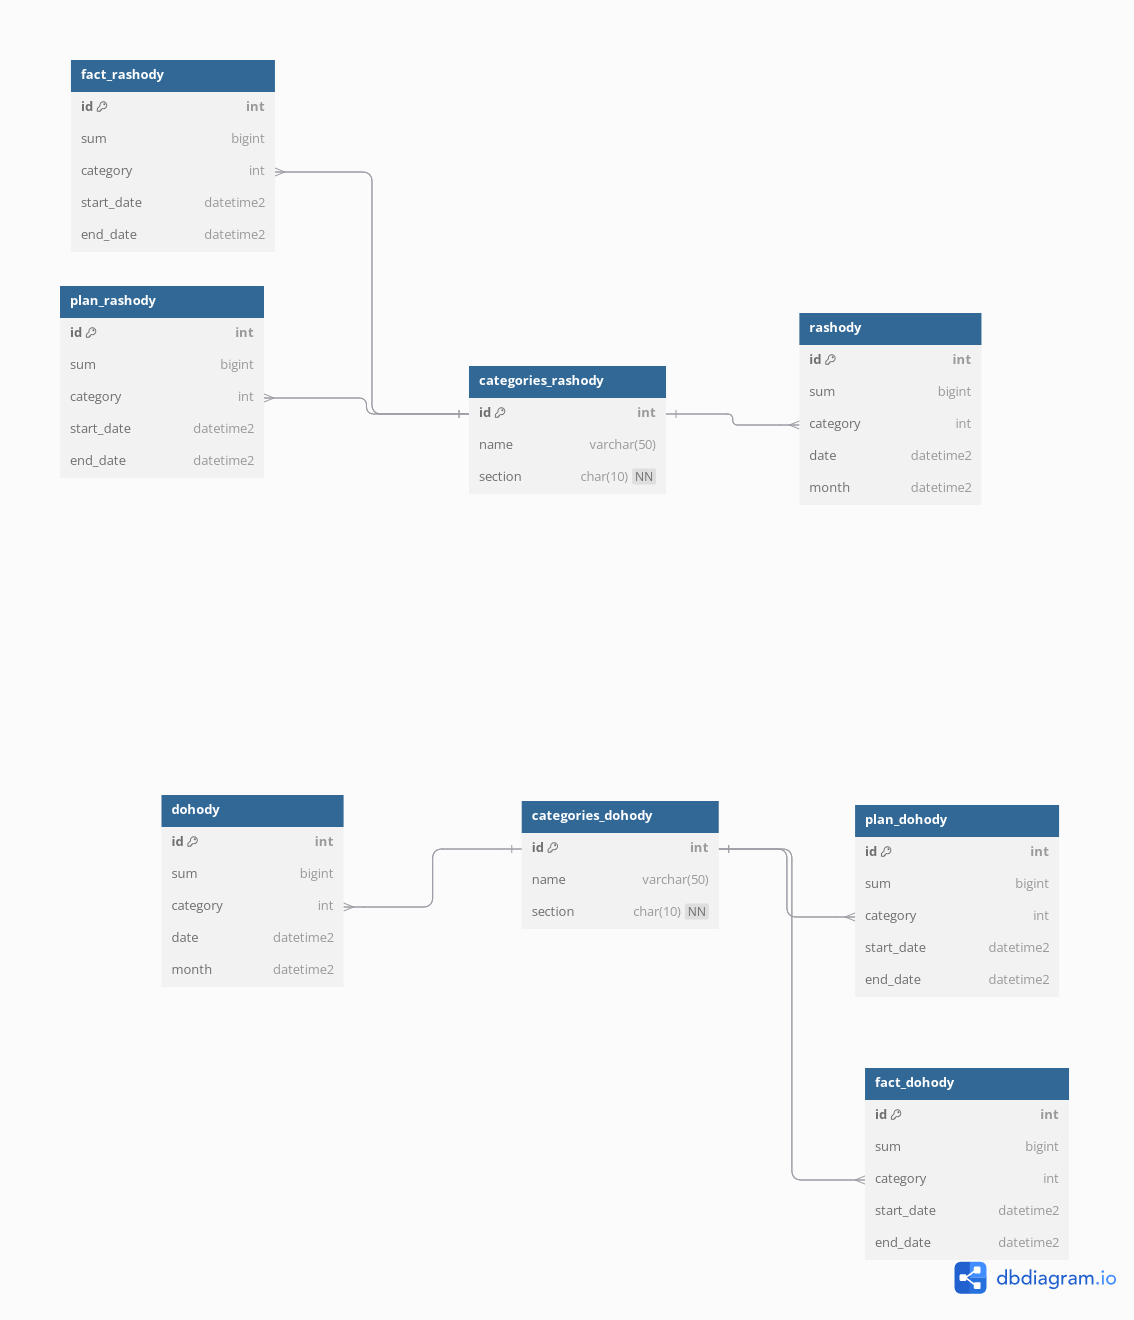 fact_rashody
id int
sum bigint
category int
start_date datetime2
end_date datetime2
plan_rashody
id int
sum bigint
category int
start_date datetime2
end_date datetime2
categories_rashody
id int
name varchar(50)
section char(10) NN
rashody
id int
sum bigint
category int
date datetime2
month datetime2
dohody
id int
sum bigint
category int
date datetime2
month datetime2
categories_dohody
id int
name varchar(50)
section char(10) NN
plan_dohody
id int
sum bigint
category int
start_date datetime2
end_date datetime2
fact_dohody
id int
sum bigint
category int
start_date datetime2
end_date datetime2
dbdiagram.io